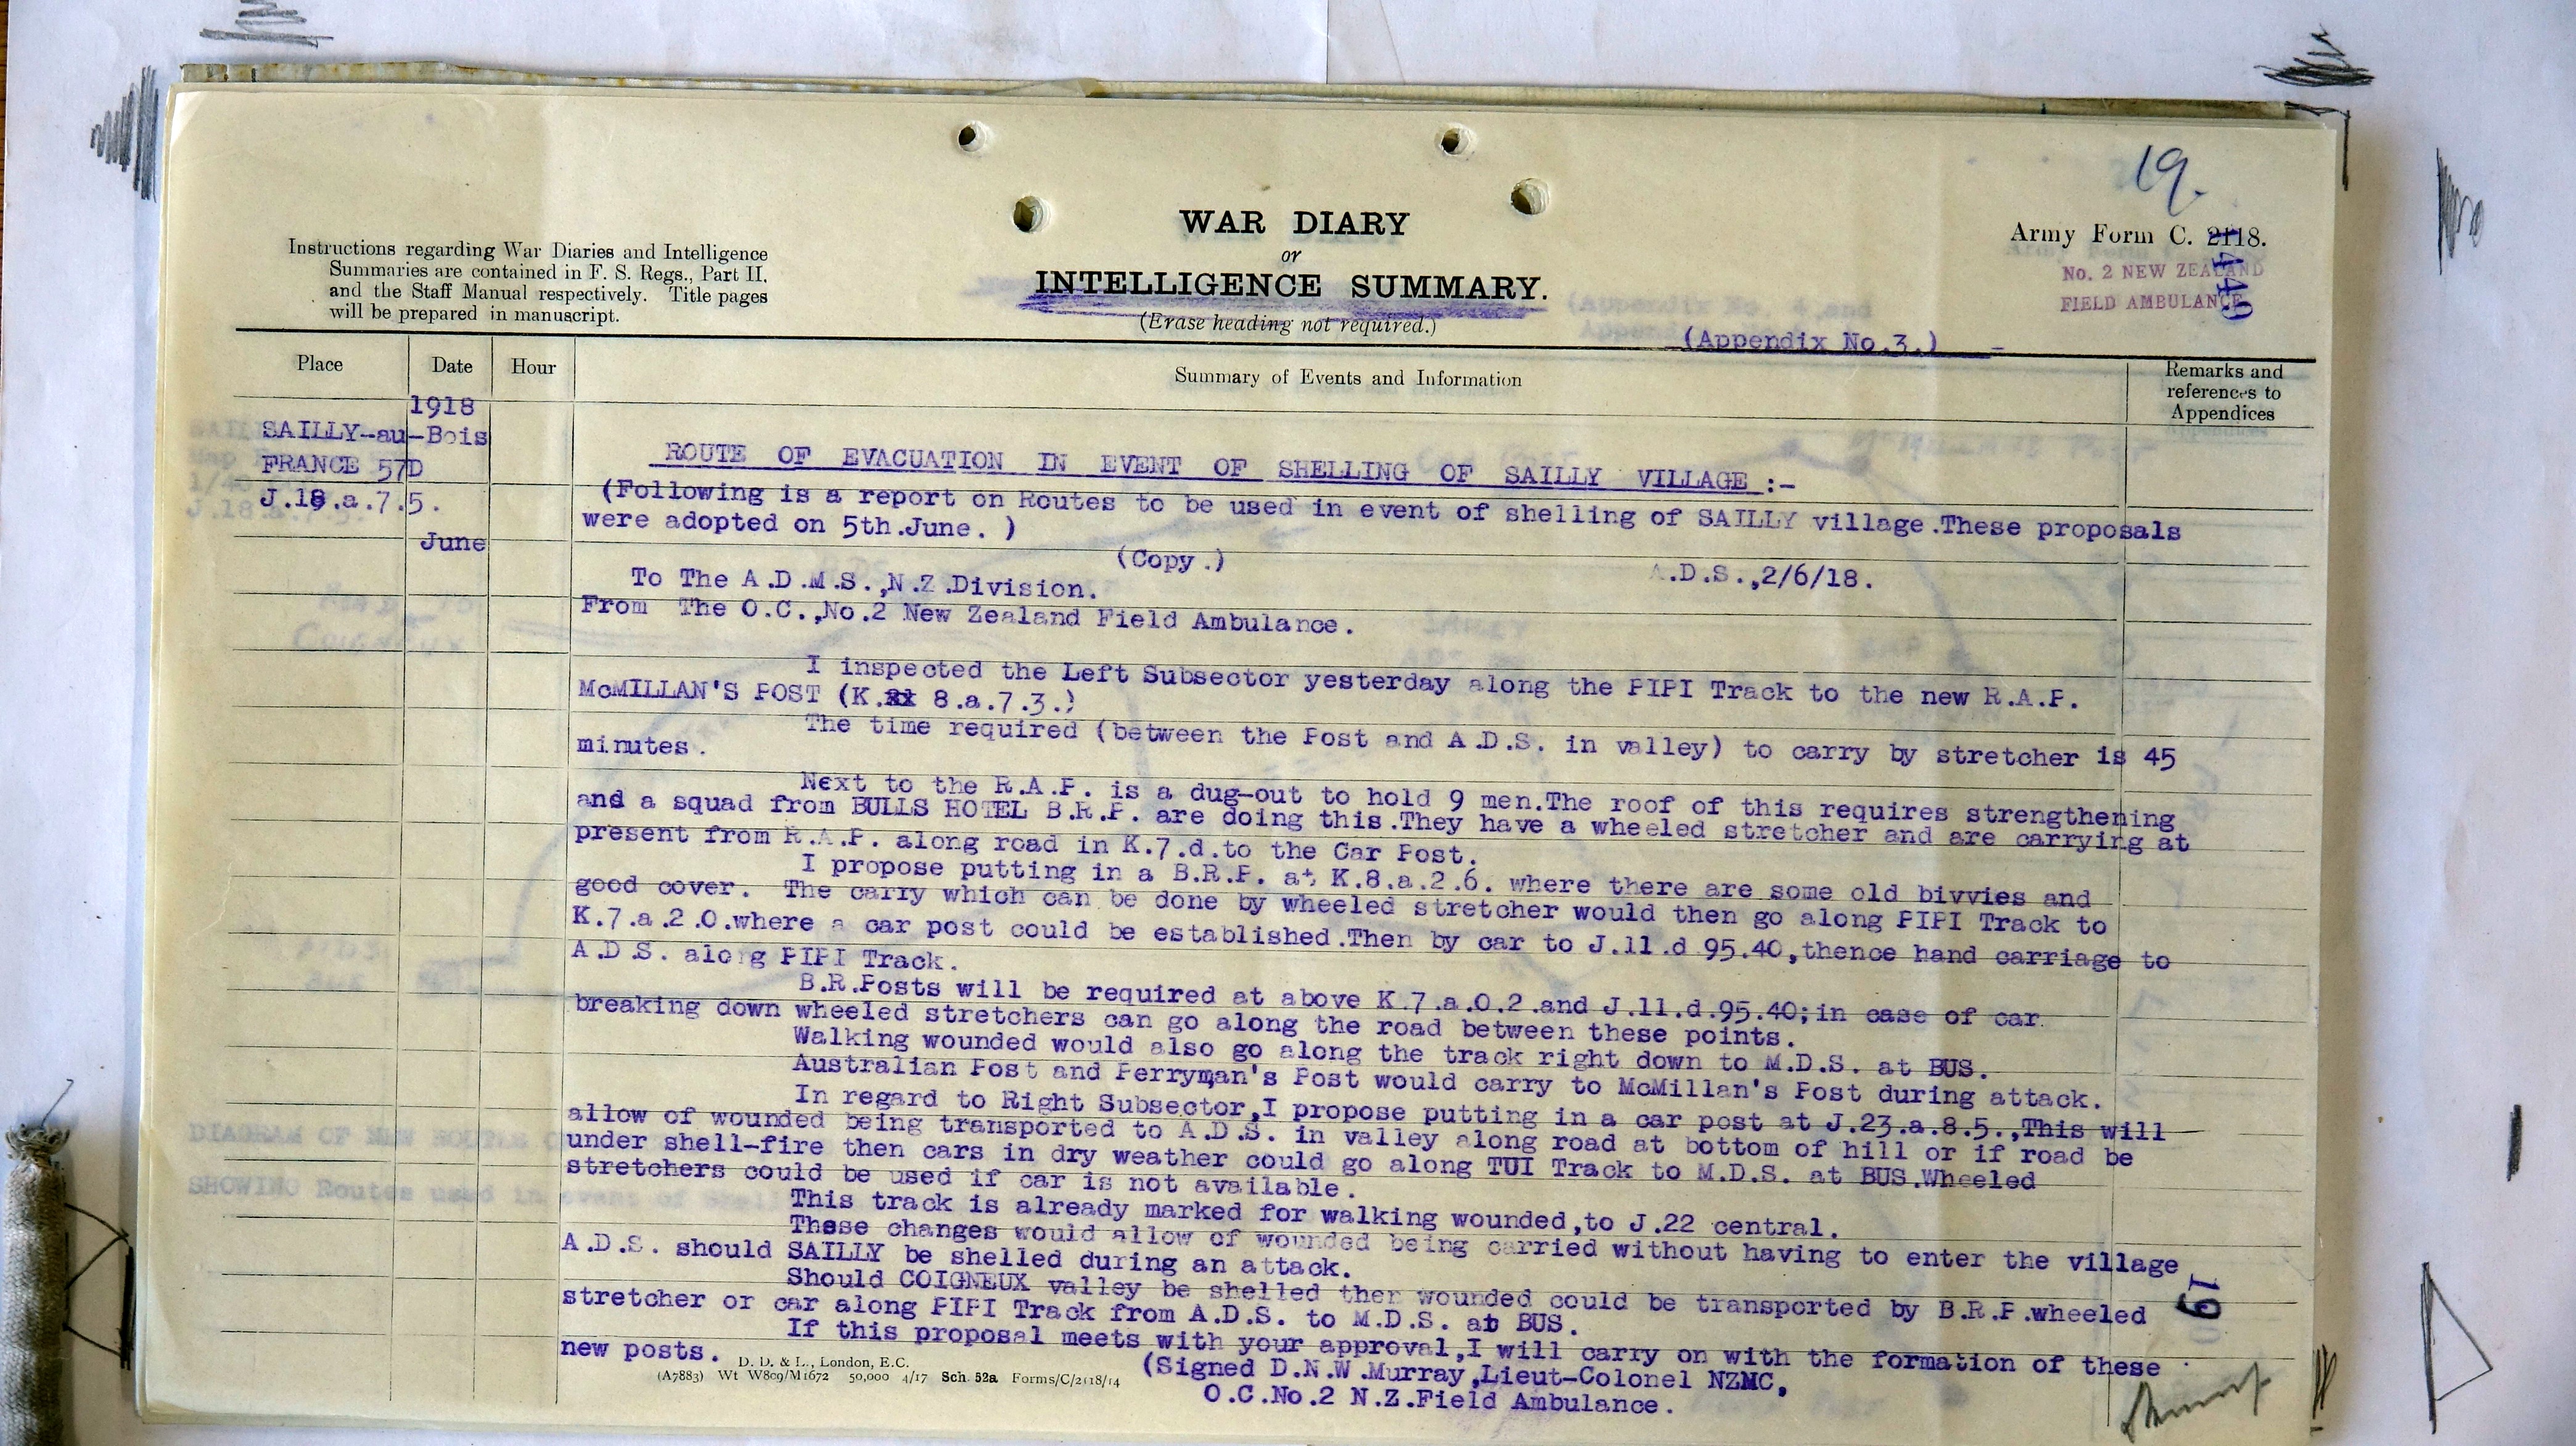 19.
Army Form C. 2118.
No. 2 NEW ZEALAND
FIELD AMBULANCE
449
Instructions regarding War Diaries and Intelligence
Summaries are contained in F. S. Regs., Part II.
and the Staff Manual respectively. Title pages
will be prepared in manuscript.
WAR DIARY
or
INTELLIGENCE SUMMARY.
(Erase heading not required.)
(Appendix No.3.)
Place
Date
Hour
Summary of Events and Information
Remarks and
references to
Appendices
1918
SAILLY-au-Bois
FRANCE 57D
J.18.a.7.5.
June
ROUTE OF EVACUATION IN EVENT OF SHELLING OF SAILLY VILLAGE :-
(Following is a report on Routes to be used in event of shelling of SAILLY village.These proposals
were adopted on 5th.June. )
(Copy.)
To The A.D.M.S.,N.Z.Division. A.D.S.,2/6/18.
From The O.C.,No.2 New Zealand Field Ambulance.
I inspected the Left Subsector yesterday along the PIPI Track to the new R.A.P.
McMILLAN'S POST (K. 8.a.7.3.)
The time required (between the Post and A.D.S. in valley) to carry by stretcher is 45
minutes.
Next to the R.A.P. is a dug-out to hold 9 men.The roof of this requires strengthening
and a squad from BULLS HOTEL B.R.P. are doing this.They have a wheeled stretcher and are carrying at
present from R.A.P. along road in K.7.d.to the Car Post.
I propose putting in a B.R.P. at K.8.a.2.6. where there are some old bivvies and
good cover. The carry which can be done by wheeled stretcher would then go along PIPI Track to
K.7.a.2.0.where a car post could be established.Then by car to J.11.d 95.40,thence hand carriage to
A.D.S. along PIPI Track.
B.R.Posts will be required at above K.7.a.0.2.and J.11.d.95.40;in case of car
breaking down wheeled stretchers can go along the road between these points.
Walking wounded would also go along the track right down to M.D.S. at BUS.
Australian Post and Perryman's Post would carry to McMillan's Post during attack.
In regard to Right Subsector,I propose putting in a car post at J.23.a.8.5.,This will
allow of wounded being transported to A.D.S. in valley along road at bottom of hill or if road be
under shell-fire then cars in dry weather could go along TUI Track to M.D.S. at BUS.Wheeled
stretchers could be used if car is not available.
This track is already marked for walking wounded,to J.22 central.
These changes would allow of wounded being carried without having to enter the village
A.D.S. should SAILLY be shelled during an attack.
Should COIGNEUX valley be shelled then wounded could be transported by B.R.P.wheeled
stretcher or car along PIPI Track from A.D.S. to M.D.S. at BUS.
If this proposal meets with your approval,I will carry on with the formation of these
new posts.
(Signed D.N.W.Murray,Lieut-Colonel NZMC,
O.C.No.2 N.Z.Field Ambulance.
D. D. & L., London, E.C.
(A7883) Wt W809/M1672 50,000 4/17 Sch. 52a Forms/C/2118/14
19